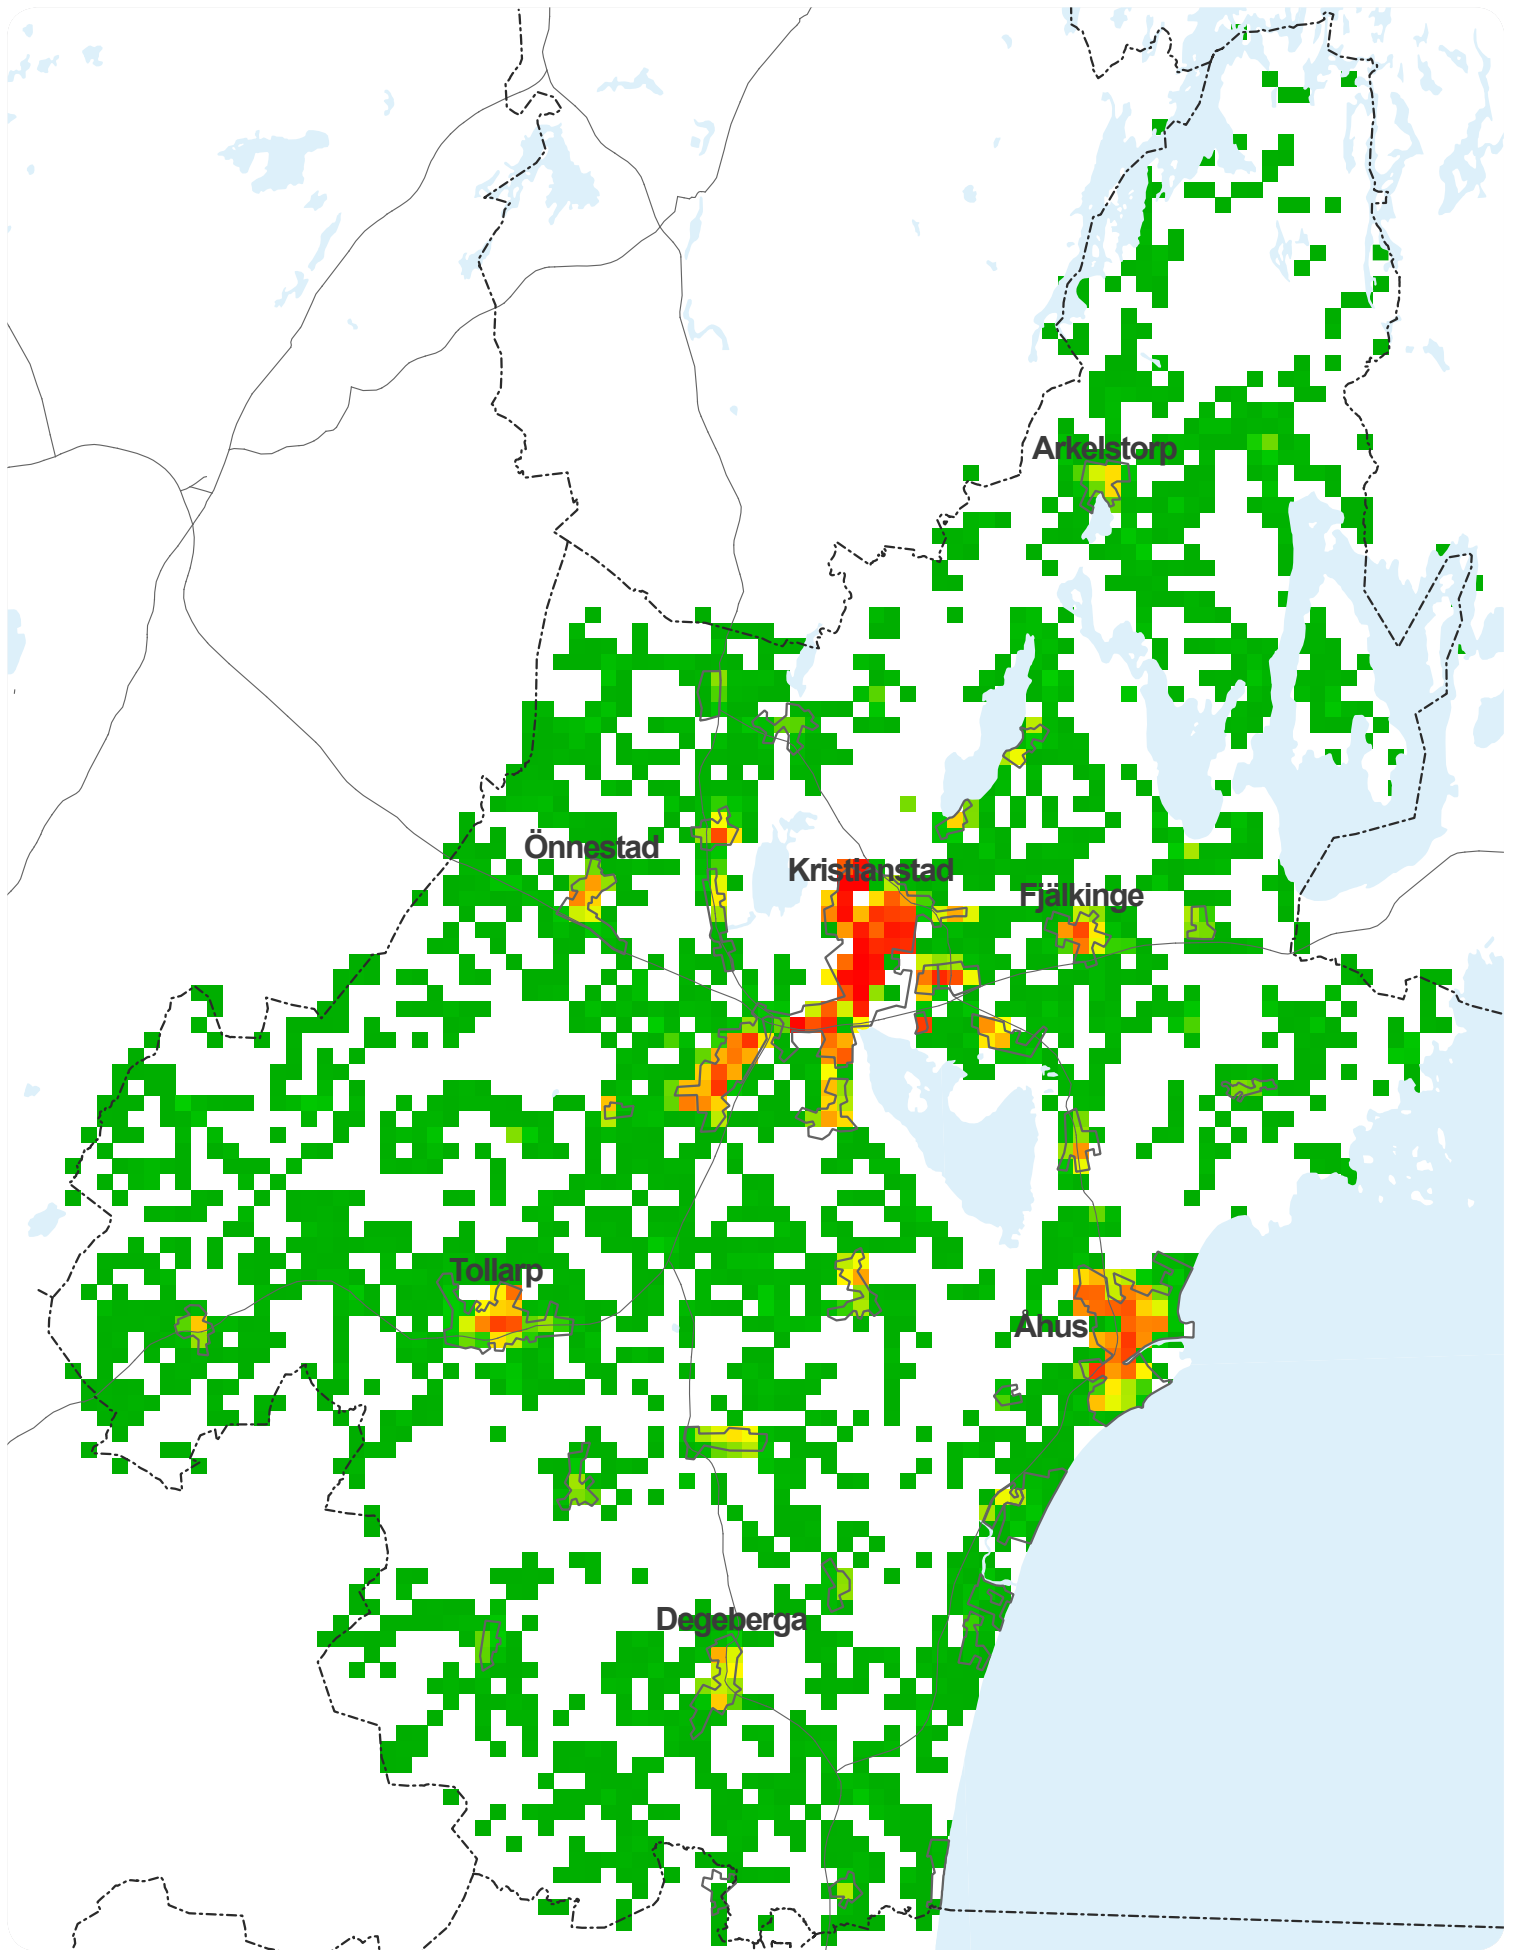 Arkelstorp
Önnestad
Kristianstad
Fjälkinge
Tollarp
Åhus
Degeberga